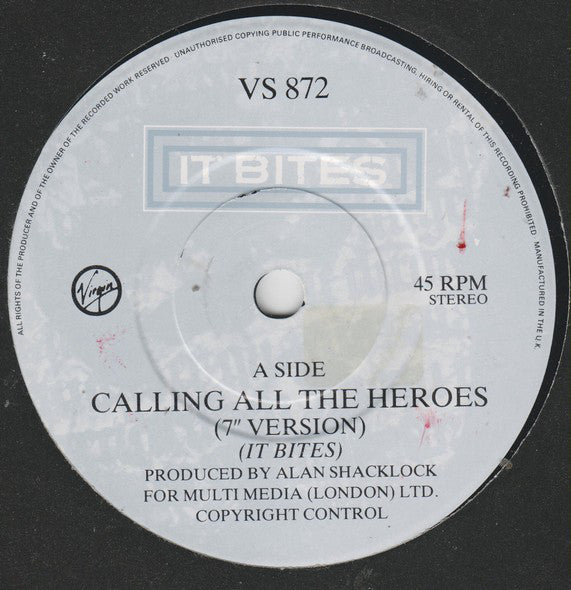 ALL RIGHTS OF THE PRODUCER AND OF THE OWNER OF THE RECORDED WORK RESERVED · UNAUTHORISED COPYING PUBLIC PERFORMANCE BROADCASTING, HIRING OR RENTAL OF THIS RECORDING PROHIBITED · MANUFACTURED IN THE U.K.
VS 872
IT BITES
Virgin
45 RPM
STEREO
A SIDE
CALLING ALL THE HEROES
(7" VERSION)
(IT BITES)
PRODUCED BY ALAN SHACKLOCK
FOR MULTI MEDIA (LONDON) LTD.
COPYRIGHT CONTROL